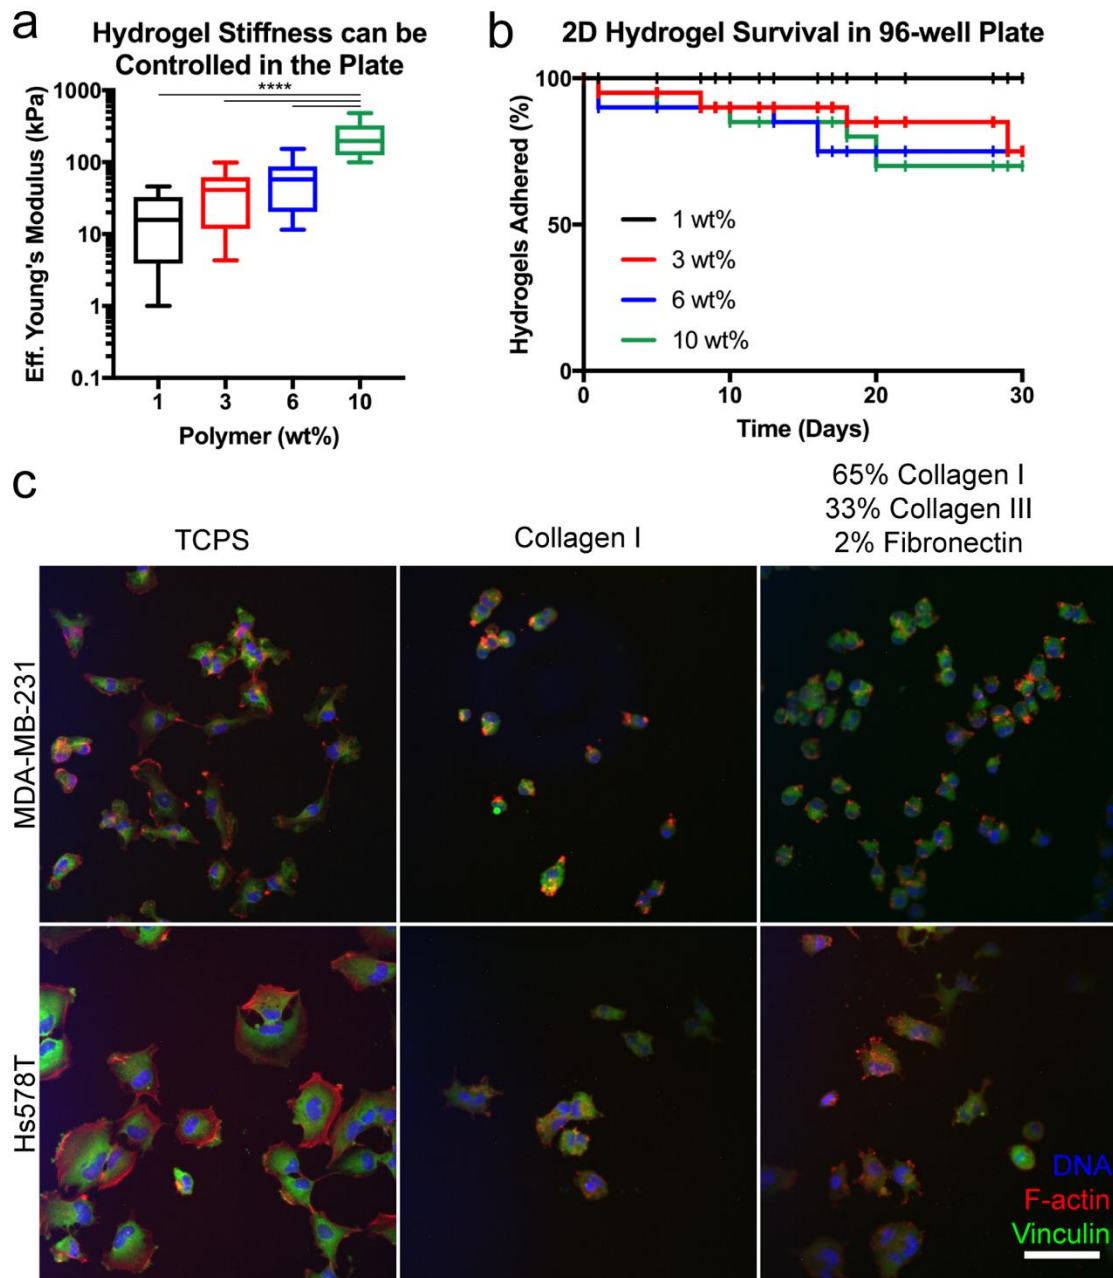 a
Hydrogel Stiffness can be
Controlled in the Plate
****
1000
100
10
1
0.1
Eff. Young's Modulus (kPa)
1 3 6 10
Polymer (wt%)
b
2D Hydrogel Survival in 96-well Plate
100
50
0
Hydrogels Adhered (%)
1 wt%
3 wt%
6 wt%
10 wt%
0 10 20 30
Time (Days)
c
TCPS
Collagen I
65% Collagen I
33% Collagen III
2% Fibronectin
MDA-MB-231
Hs578T
DNA
F-actin
Vinculin